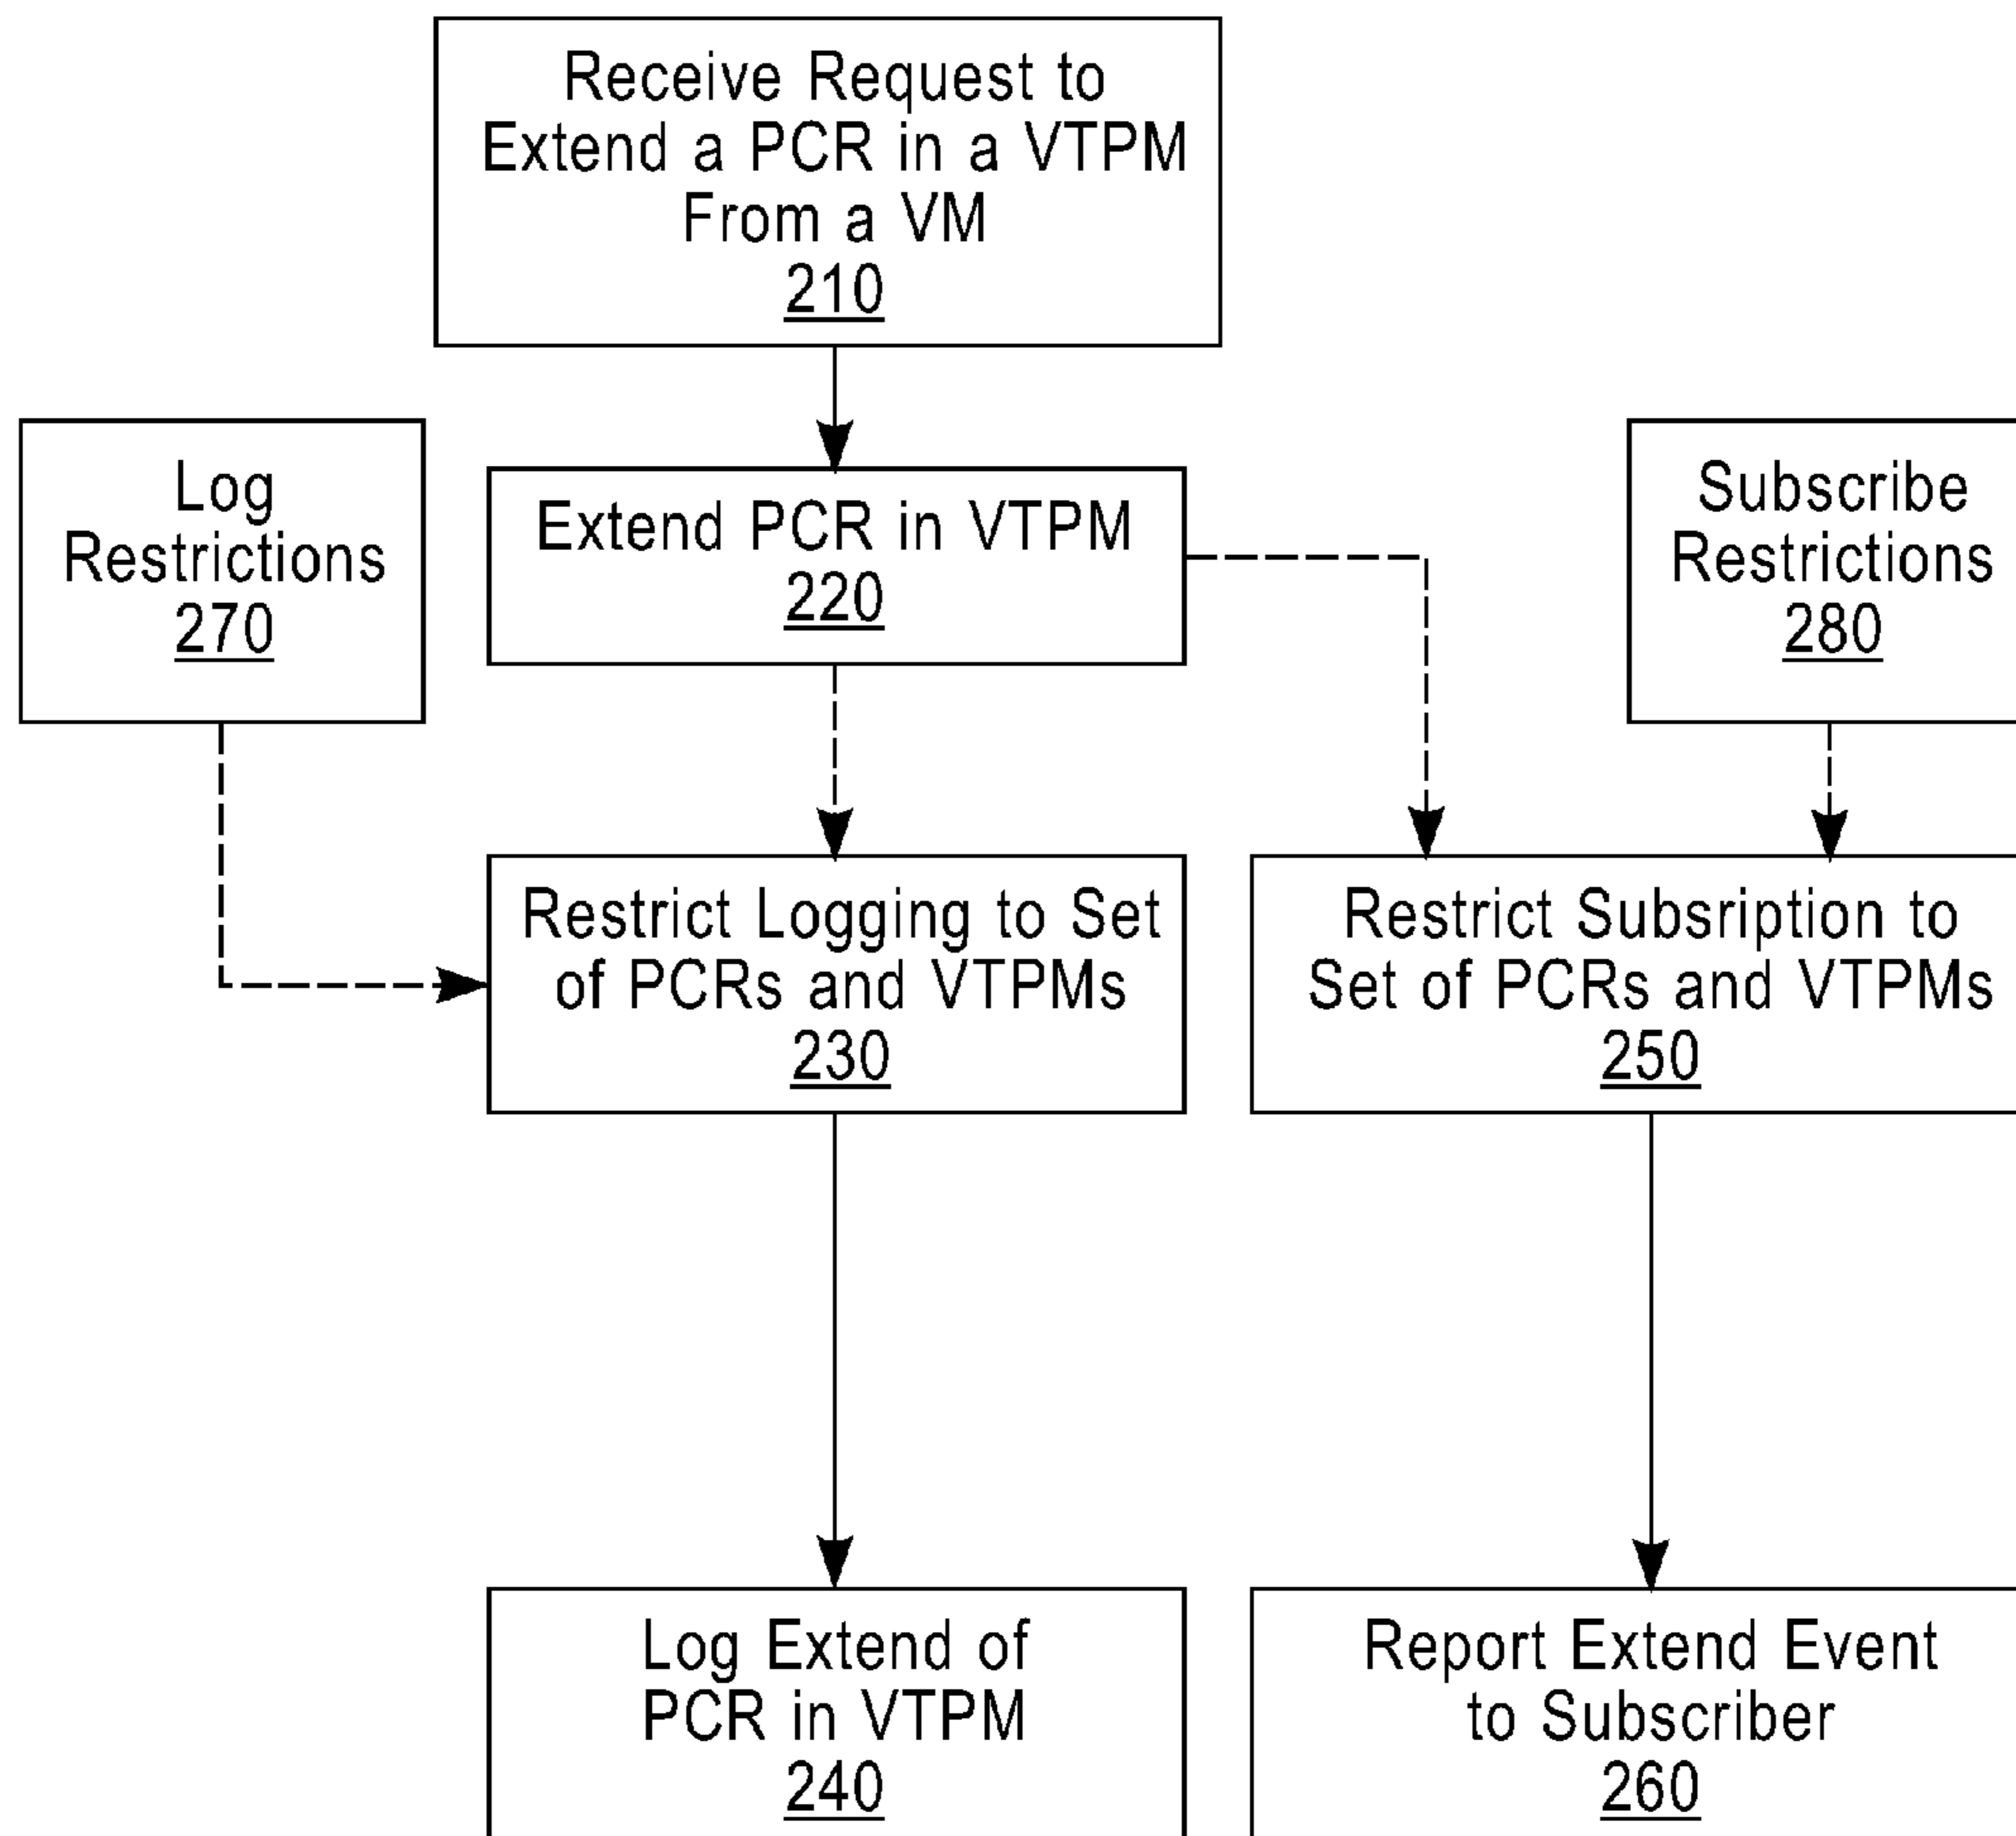 Receive Request to
Extend a PCR in a VTPM
From a VM
210
Log
Restrictions
270
Extend PCR in VTPM
220
Subscribe
Restrictions
280
Restrict Logging to Set
of PCRs and VTPMs
230
Restrict Subsription to
Set of PCRs and VTPMs
250
Log Extend of
PCR in VTPM
240
Report Extend Event
to Subscriber
260